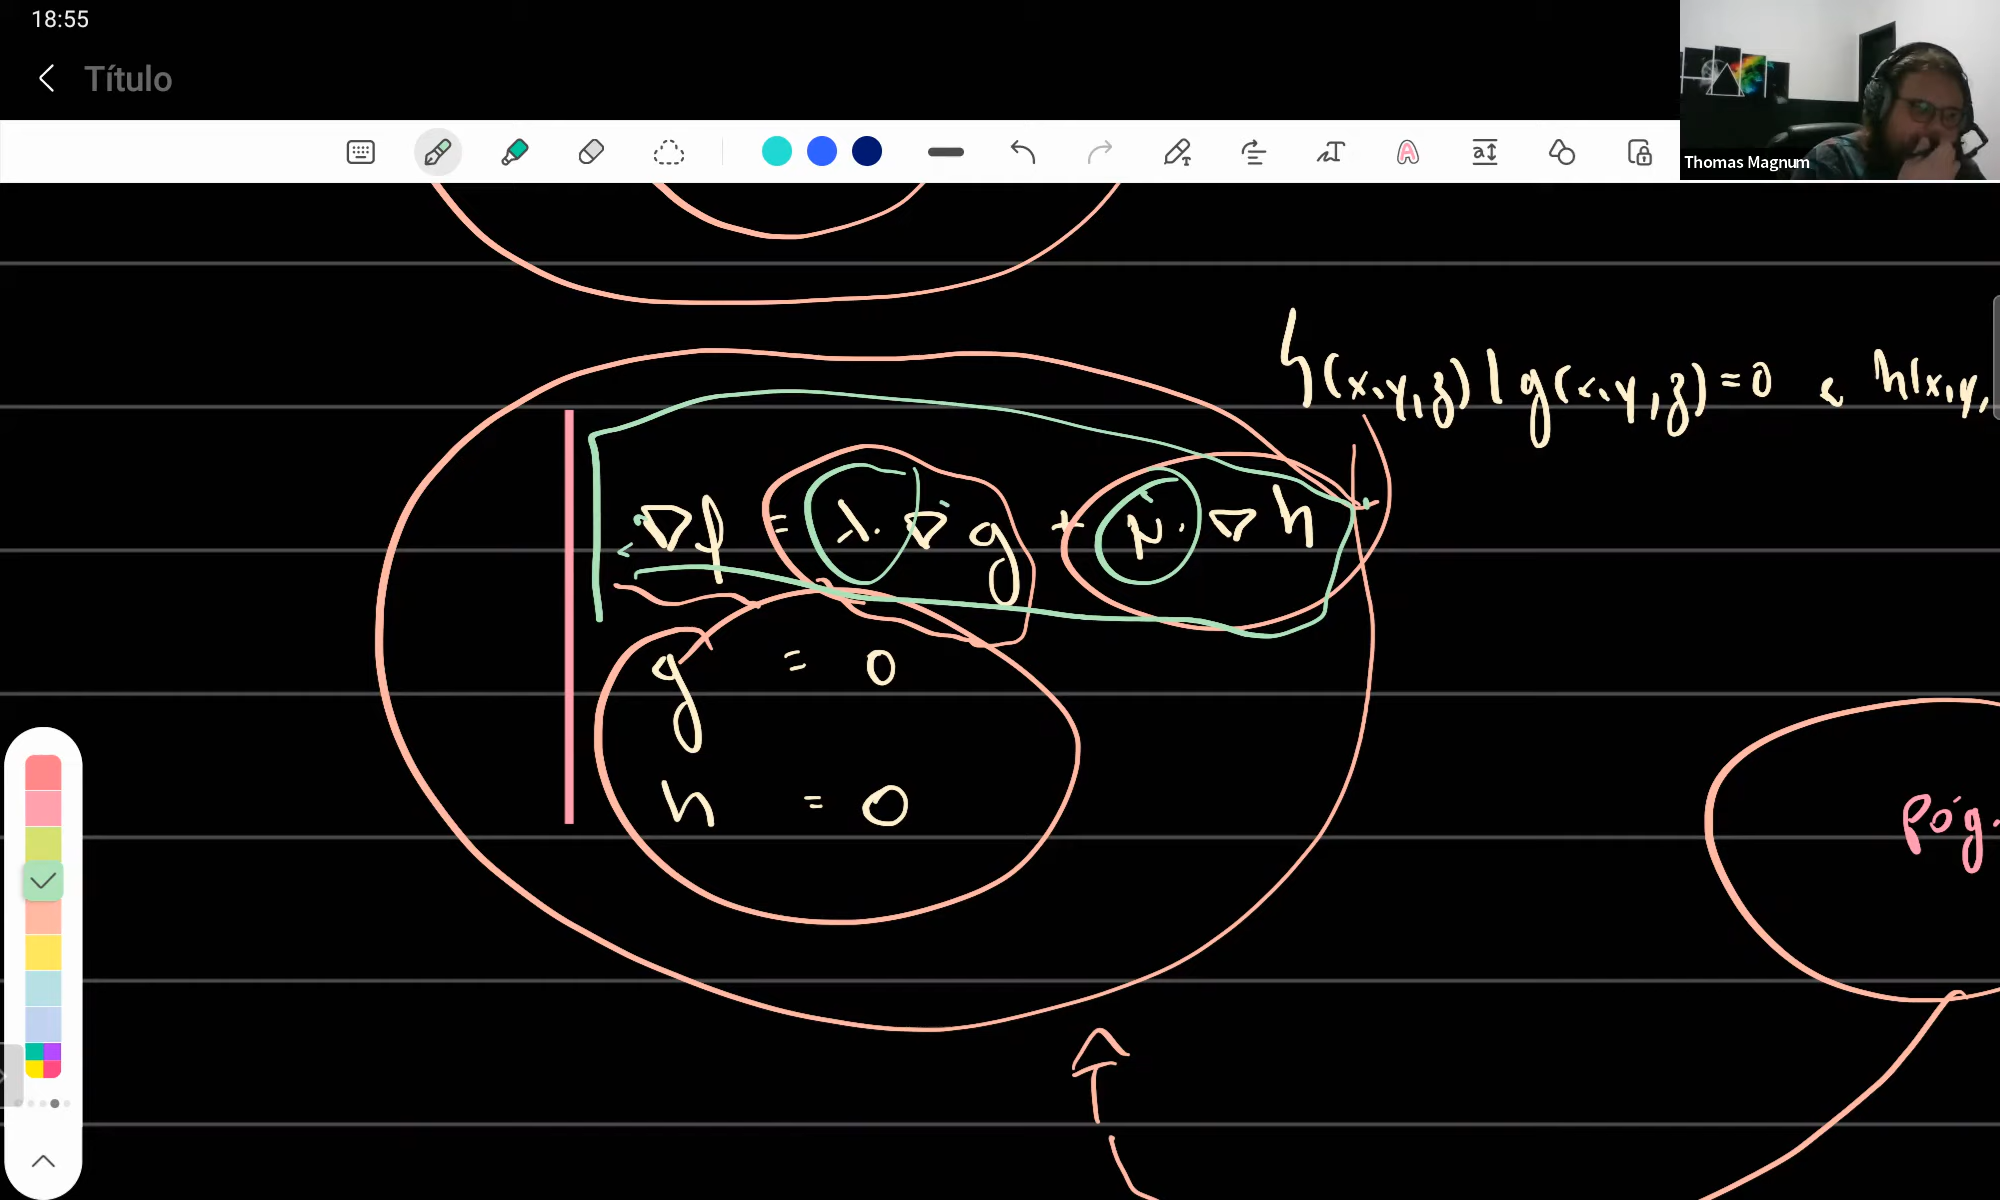 18:55
Título
Thomas Magnum
{(x,y,z) | g(x,y,z) = 0 e h(x,y,
∇f = λ. ∇g + μ. ∇h
g = 0
h = 0
pág.